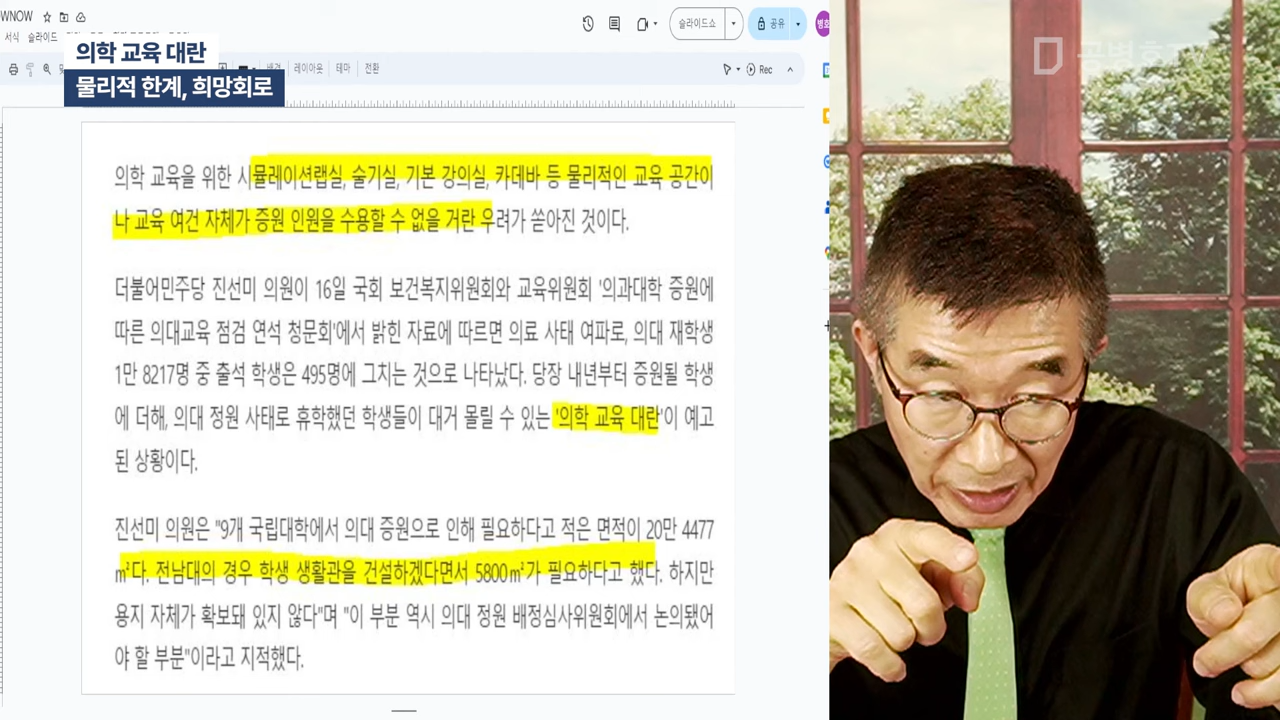 WNOW
서식 슬라이드
슬라이드쇼
공유
병호
의학 교육 대란
물리적 한계, 희망회로
배경 레이아웃 테마 전환
Rec
공병호TV
의학 교육을 위한 시뮬레이션랩실, 술기실, 기본 강의실, 카데바 등 물리적인 교육 공간이
나 교육 여건 자체가 증원 인원을 수용할 수 없을 거란 우려가 쏟아진 것이다.
더불어민주당 진선미 의원이 16일 국회 보건복지위원회와 교육위원회 '의과대학 증원에
따른 의대교육 점검 연석 청문회'에서 밝힌 자료에 따르면 의료 사태 여파로, 의대 재학생
1만 8217명 중 출석 학생은 495명에 그치는 것으로 나타났다. 당장 내년부터 증원될 학생
에 더해, 의대 정원 사태로 휴학했던 학생들이 대거 몰릴 수 있는 '의학 교육 대란'이 예고
된 상황이다.
진선미 의원은 "9개 국립대학에서 의대 증원으로 인해 필요하다고 적은 면적이 20만 4477
㎡다. 전남대의 경우 학생 생활관을 건설하겠다면서 5800㎡가 필요하다고 했다. 하지만
용지 자체가 확보돼 있지 않다"며 "이 부분 역시 의대 정원 배정심사위원회에서 논의됐어
야 할 부분"이라고 지적했다.